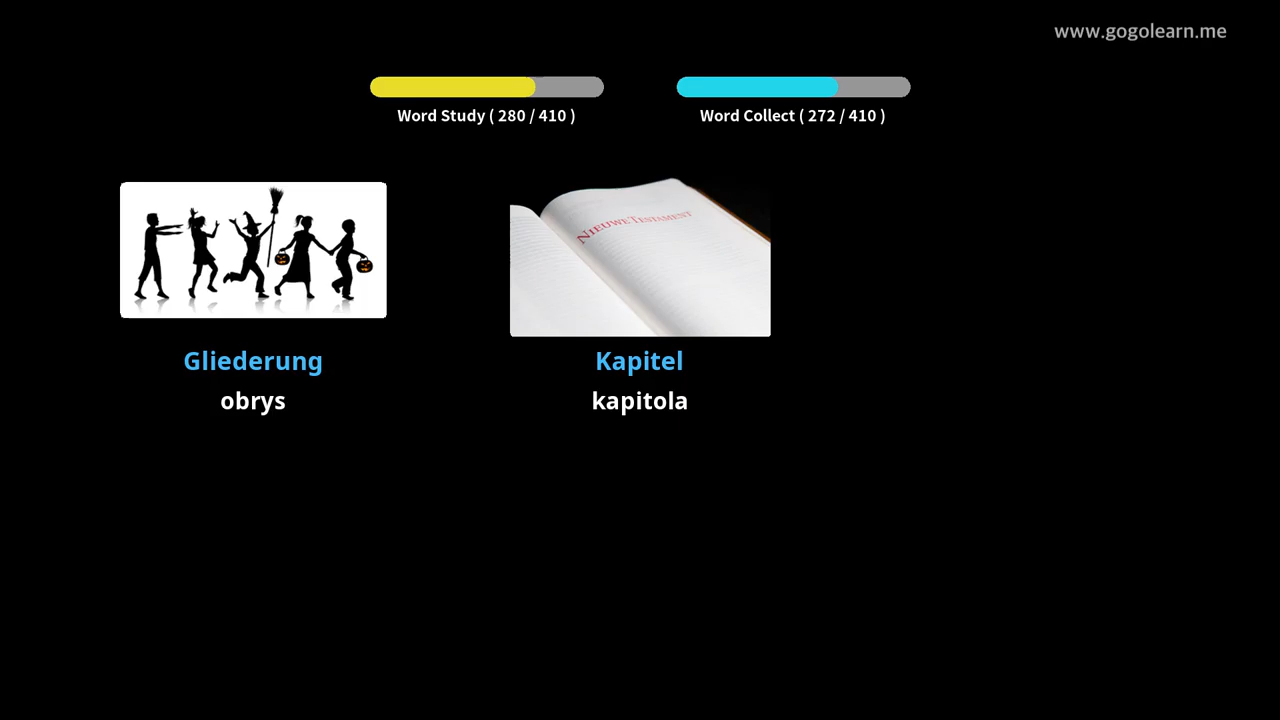 www.gogolearn.me
Word Study ( 280 / 410 )
Word Collect ( 272 / 410 )
NIEUWE TESTAMENT
Gliederung
Kapitel
obrys
kapitola